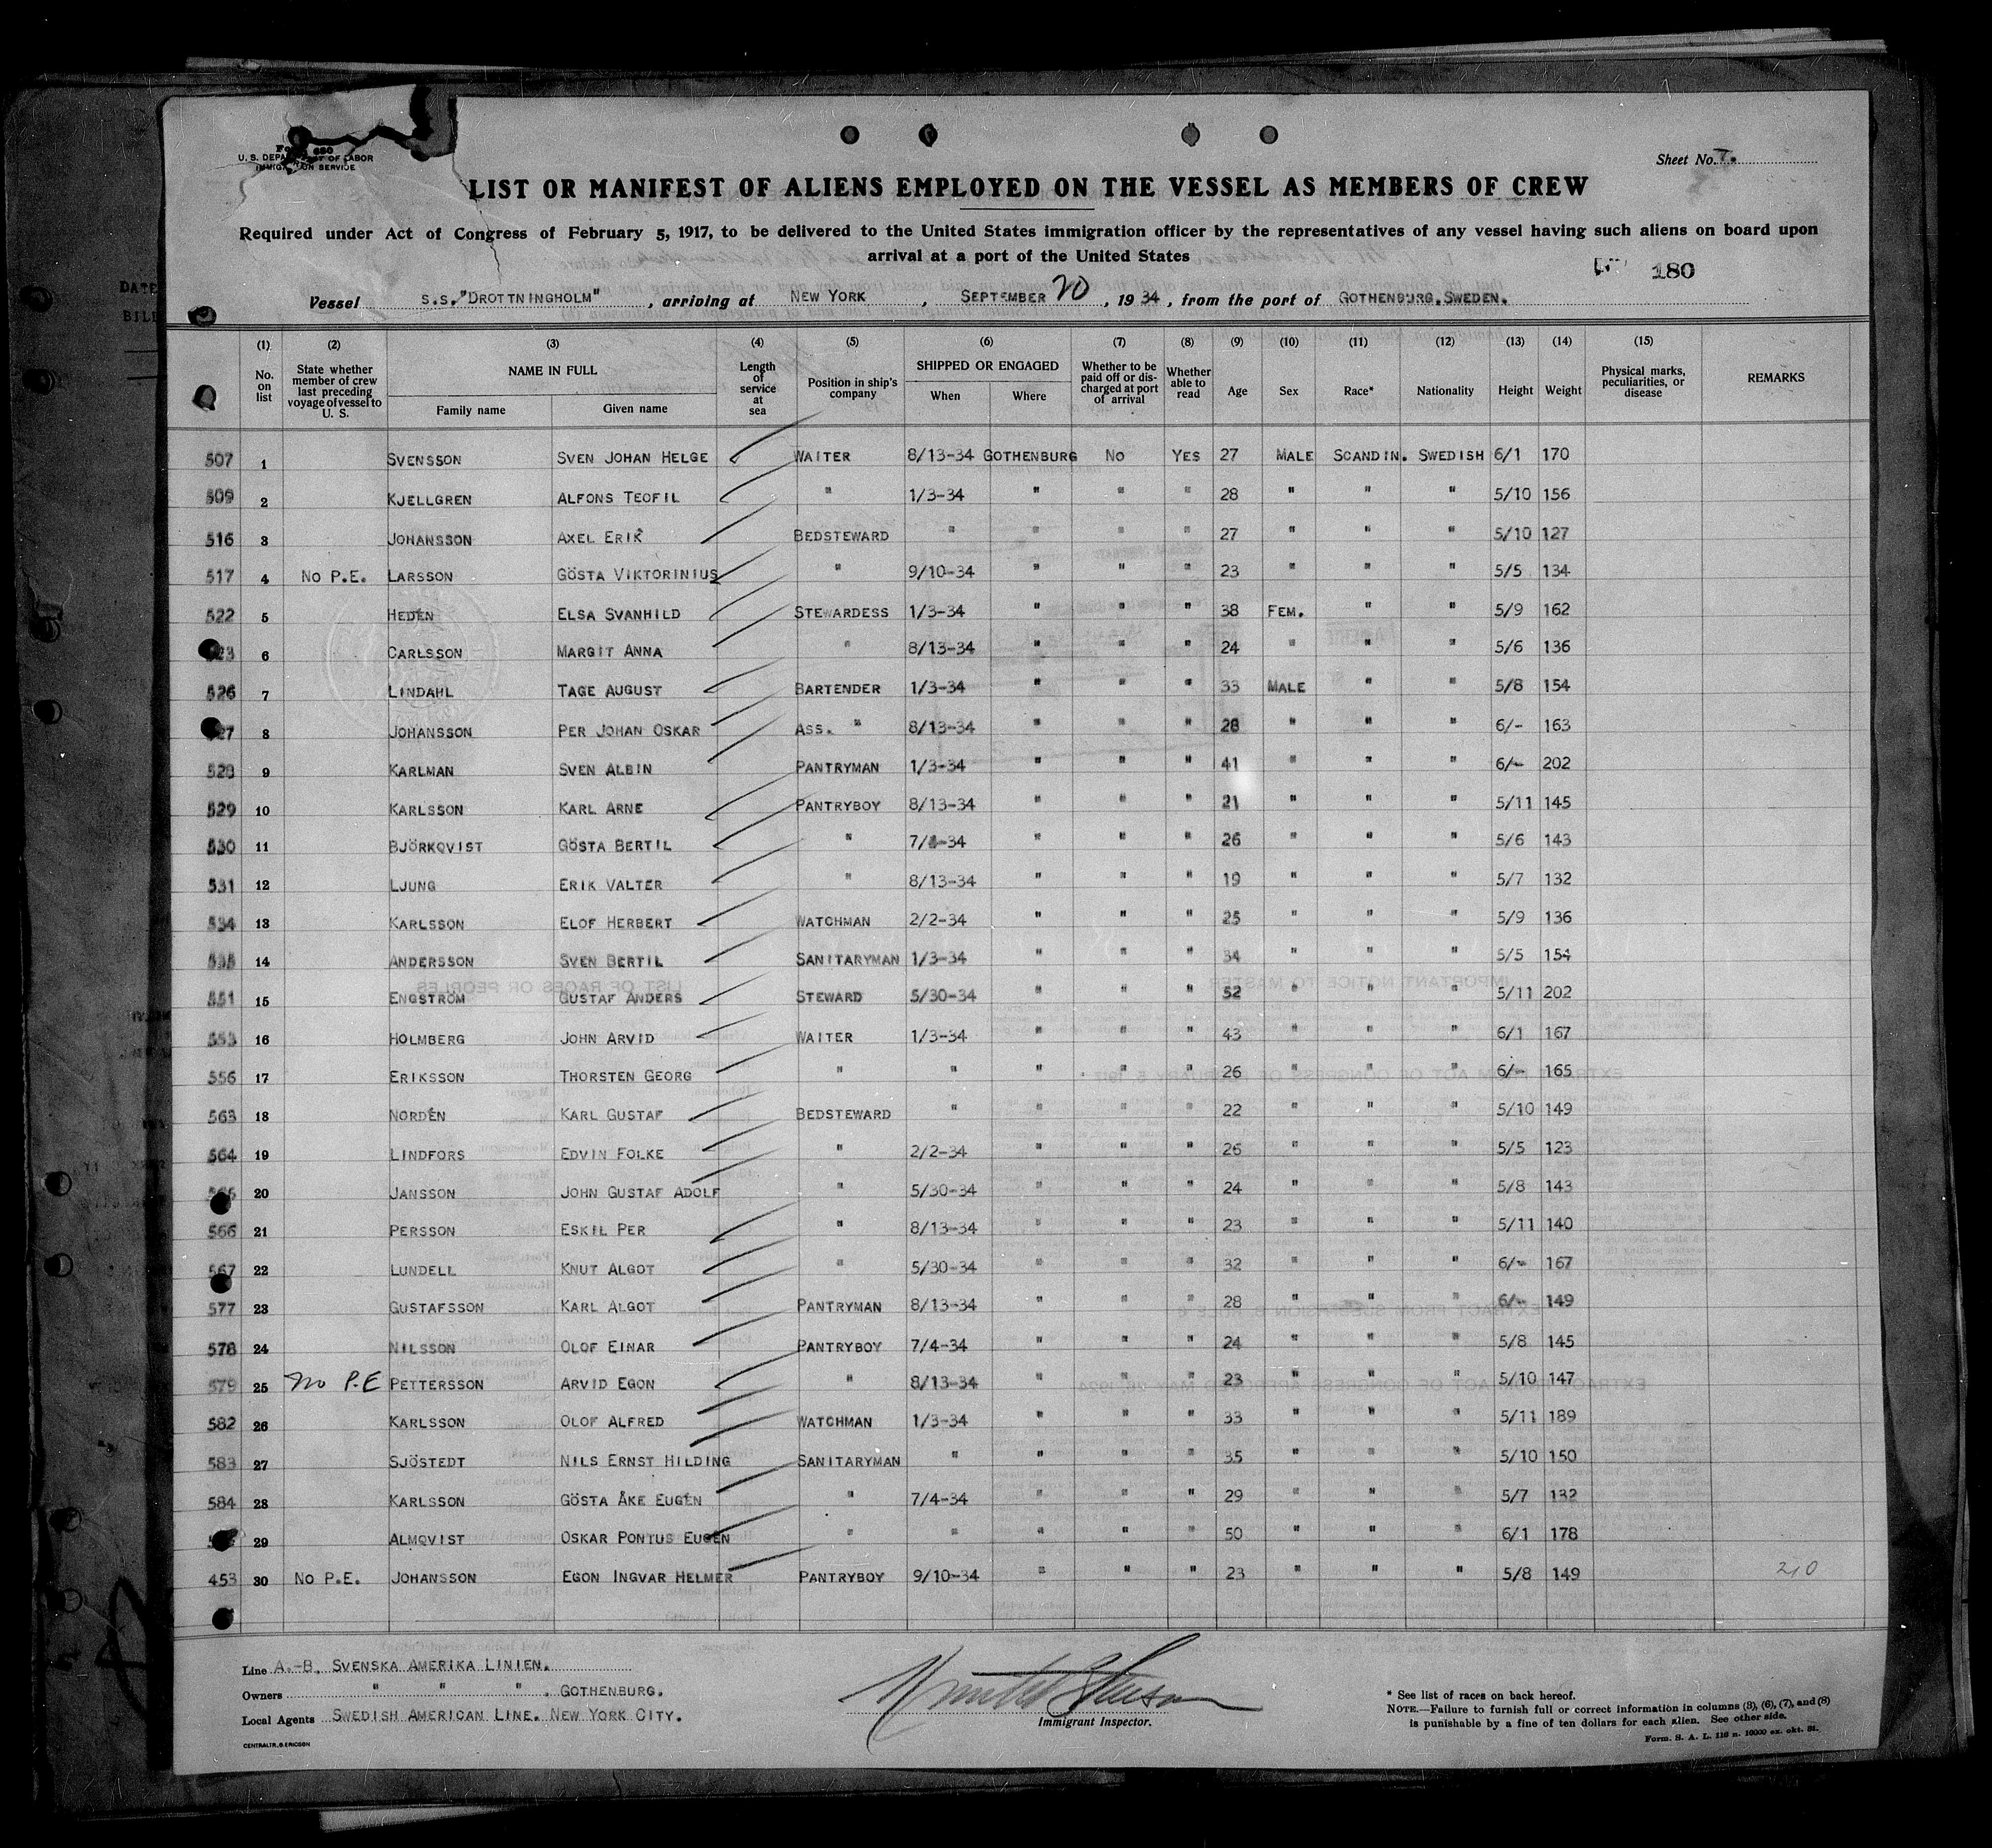 Form 680
U. S. DEPARTMENT OF LABOR
IMMIGRATION SERVICE
Sheet No. 7.
LIST OR MANIFEST OF ALIENS EMPLOYED ON THE VESSEL AS MEMBERS OF CREW
Required under Act of Congress of February 5, 1917, to be delivered to the United States immigration officer by the representatives of any vessel having such aliens on board upon
arrival at a port of the United States
180
Vessel S.S. "DROTTNINGHOLM", arriving at NEW YORK, SEPTEMBER 20, 1934, from the port of GOTHENBURG, SWEDEN.
(1) No. on list (2) State whether member of crew last preceding voyage of vessel to U. S. (3) NAME IN FULL Family name Given name (4) Length of service at sea (5) Position in ship's company (6) SHIPPED OR ENGAGED When Where (7) Whether to be paid off or discharged at port of arrival (8) Whether able to read (9) Age (10) Sex (11) Race* (12) Nationality (13) Height (14) Weight (15) Physical marks, peculiarities, or disease REMARKS
507 1 SVENSSON SVEN JOHAN HELGE WAITER 8/13-34 GOTHENBURG NO YES 27 MALE SCANDIN. SWEDISH 6/1 170
509 2 KJELLGREN ALFONS TEOFIL " 1/3-34 " " " 28 " " " 5/10 156
516 3 JOHANSSON AXEL ERIK BEDSTEWARD " " " " 27 " " " 5/10 127
517 4 NO P.E. LARSSON GÖSTA VIKTORINIUS " 9/10-34 " " " 23 " " " 5/5 134
522 5 HEDÉN ELSA SVANHILD STEWARDESS 1/3-34 " " " 38 FEM. " " 5/9 162
523 6 CARLSSON MARGIT ANNA " 8/13-34 " " " 24 " " " 5/6 136
526 7 LINDAHL TAGE AUGUST BARTENDER 1/3-34 " " " 33 MALE " " 5/8 154
527 8 JOHANSSON PER JOHAN OSKAR ASS. " 8/13-34 " " " 28 " " " 6/- 163
528 9 KARLMAN SVEN ALBIN PANTRYMAN 1/3-34 " " " 41 " " " 6/- 202
529 10 KARLSSON KARL ARNE PANTRYBOY 8/13-34 " " " 21 " " " 5/11 145
530 11 BJÖRKQVIST GÖSTA BERTIL " 7/4-34 " " " 26 " " " 5/6 143
531 12 LJUNG ERIK VALTER " 8/13-34 " " " 19 " " " 5/7 132
534 13 KARLSSON ELOF HERBERT WATCHMAN 2/2-34 " " " 25 " " " 5/9 136
535 14 ANDERSSON SVEN BERTIL SANITARYMAN 1/3-34 " " " 34 " " " 5/5 154
551 15 ENGSTRÖM GUSTAF ANDERS STEWARD 5/30-34 " " " 52 " " " 5/11 202
553 16 HOLMBERG JOHN ARVID WAITER 1/3-34 " " " 43 " " " 6/1 167
556 17 ERIKSSON THORSTEN GEORG " " " " " 26 " " " 6/- 165
563 18 NORDÉN KARL GUSTAF BEDSTEWARD " " " " 22 " " " 5/10 149
564 19 LINDFORS EDVIN FOLKE " 2/2-34 " " " 26 " " " 5/5 123
565 20 JANSSON JOHN GUSTAF ADOLF " 5/30-34 " " " 24 " " " 5/8 143
566 21 PERSSON ESKIL PER " 8/13-34 " " " 23 " " " 5/11 140
567 22 LUNDELL KNUT ALGOT " 5/30-34 " " " 32 " " " 6/- 167
577 23 GUSTAFSSON KARL ALGOT PANTRYMAN 8/13-34 " " " 28 " " " 6/- 149
578 24 NILSSON OLOF EINAR PANTRYBOY 7/4-34 " " " 24 " " " 5/8 145
579 25 No P.E PETTERSSON ARVID EGON " 8/13-34 " " " 23 " " " 5/10 147
582 26 KARLSSON OLOF ALFRED WATCHMAN 1/3-34 " " " 33 " " " 5/11 189
583 27 SJÖSTEDT NILS ERNST HILDING SANITARYMAN " " " " 35 " " " 5/10 150
584 28 KARLSSON GÖSTA ÅKE EUGÉN " 7/4-34 " " " 29 " " " 5/7 132
29 ALMQVIST OSKAR PONTUS EUGÉN " " " " " 50 " " " 6/1 178
453 30 NO P.E. JOHANSSON EGON INGVAR HELMER PANTRYBOY 9/10-34 " " " 23 " " " 5/8 149 210
Line A.-B. SVENSKA AMERIKA LINIEN.
Owners " " " . GOTHENBURG.
Local Agents SWEDISH AMERICAN LINE. NEW YORK CITY.
CENTRALTR. G. ERICSON
Immigrant Inspector.
* See list of races on back hereof.
NOTE.—Failure to furnish full or correct information in columns (3), (6), (7), and (8)
is punishable by a fine of ten dollars for each alien. See other side.
Form. S. A. L. 116 n. 10000 ex. okt. 31.